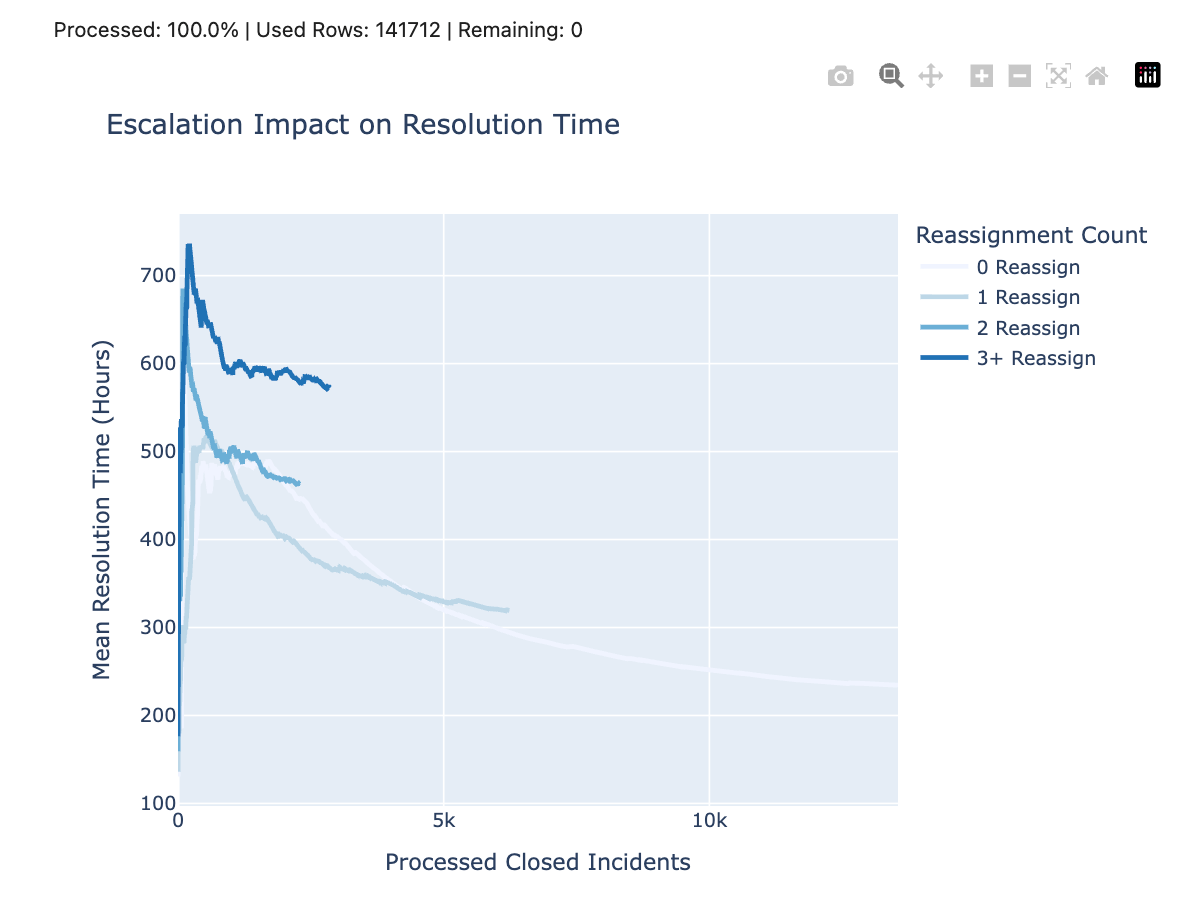 Processed: 100.0% | Used Rows: 141712 | Remaining: 0
Escalation Impact on Resolution Time
Reassignment Count
0 Reassign
1 Reassign
2 Reassign
3+ Reassign
Mean Resolution Time (Hours)
700
600
500
400
300
200
100
0
5k
10k
Processed Closed Incidents